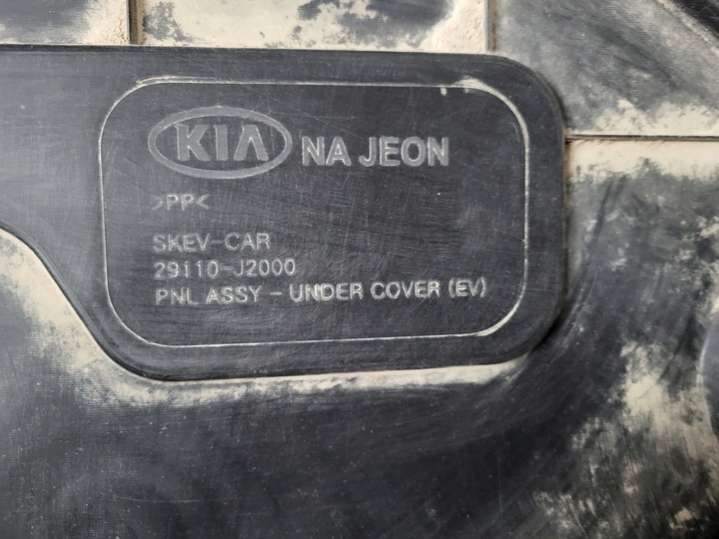 KIA NA JEON
>PP<
SKEV-CAR
29110-J2000
PNL ASSY - UNDER COVER (EV)